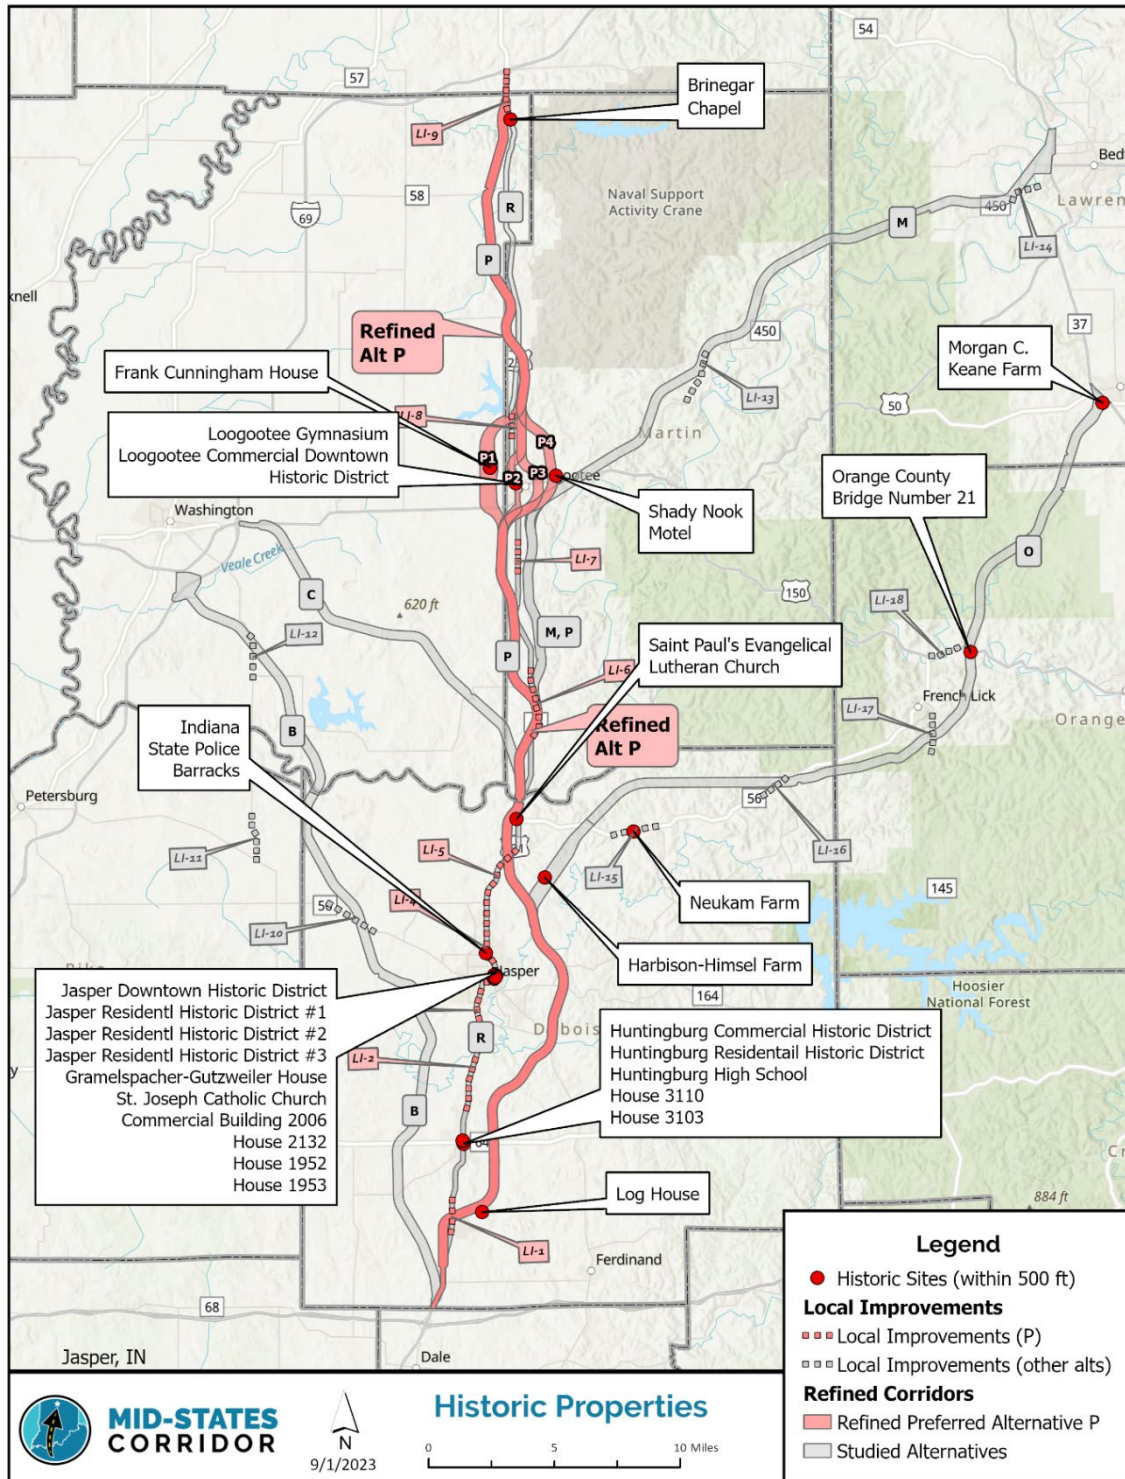 54
57
Brinegar
Chapel
LI-9
Bed
58
R
Naval Support
Activity Crane
450
Lawren
69
M
LI-14
P
knell
Refined
Alt P
450
37
Morgan C.
Keane Farm
Frank Cunningham House
LI-13
50
LI-8
Martin
Loogootee Gymnasium
Loogootee Commercial Downtown
Historic District
P4
P1
P3
P2
ootee
Orange County
Bridge Number 21
Washington
Shady Nook
Motel
O
Veale Creek
LI-7
C
620 ft
150
LI-18
LI-12
M, P
Saint Paul's Evangelical
Lutheran Church
P
LI-6
French Lick
Indiana
State Police
Barracks
B
Refined
Alt P
LI-17
Orange
Petersburg
56
LI-5
LI-16
LI-11
LI-15
145
LI-4
Neukam Farm
LI-10
Harbison-Himsel Farm
Pike
Jasper
Jasper Downtown Historic District
Jasper Residentl Historic District #1
Jasper Residentl Historic District #2
Jasper Residentl Historic District #3
Gramelspacher-Gutzweiler House
St. Joseph Catholic Church
Commercial Building 2006
House 2132
House 1952
House 1953
164
Hoosier
National Forest
Dubois
Huntingburg Commercial Historic District
Huntingburg Residentail Historic District
Huntingburg High School
House 3110
House 3103
R
LI-2
B
64
Log House
884 ft
LI-1
Ferdinand
68
Jasper, IN
Dale
Legend
Historic Sites (within 500 ft)
Local Improvements
Local Improvements (P)
Local Improvements (other alts)
Refined Corridors
Refined Preferred Alternative P
Studied Alternatives
MID-STATES
CORRIDOR
N
9/1/2023
Historic Properties
0 5 10 Miles